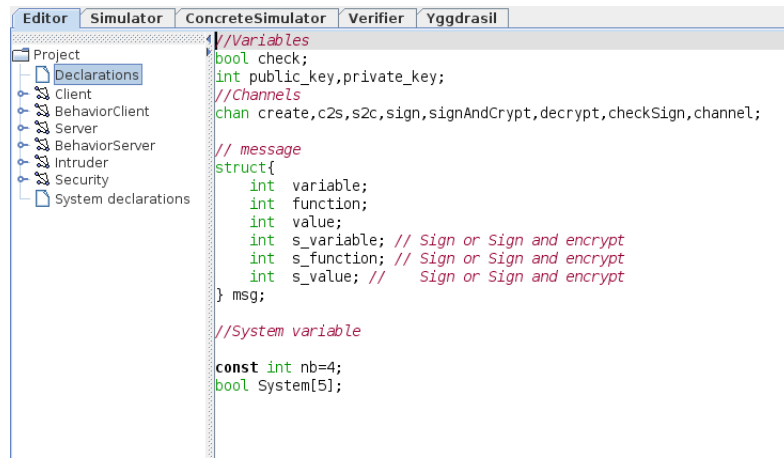 Editor Simulator ConcreteSimulator Verifier Yggdrasil
Project
Declarations
Client
BehaviorClient
Server
BehaviorServer
Intruder
Security
System declarations
//Variables
bool check;
int public_key,private_key;
//Channels
chan create,c2s,s2c,sign,signAndCrypt,decrypt,checkSign,channel;
// message
struct{
int variable;
int function;
int value;
int s_variable; // Sign or Sign and encrypt
int s_function; // Sign or Sign and encrypt
int s_value; // Sign or Sign and encrypt
} msg;
//System variable
const int nb=4;
bool System[5];